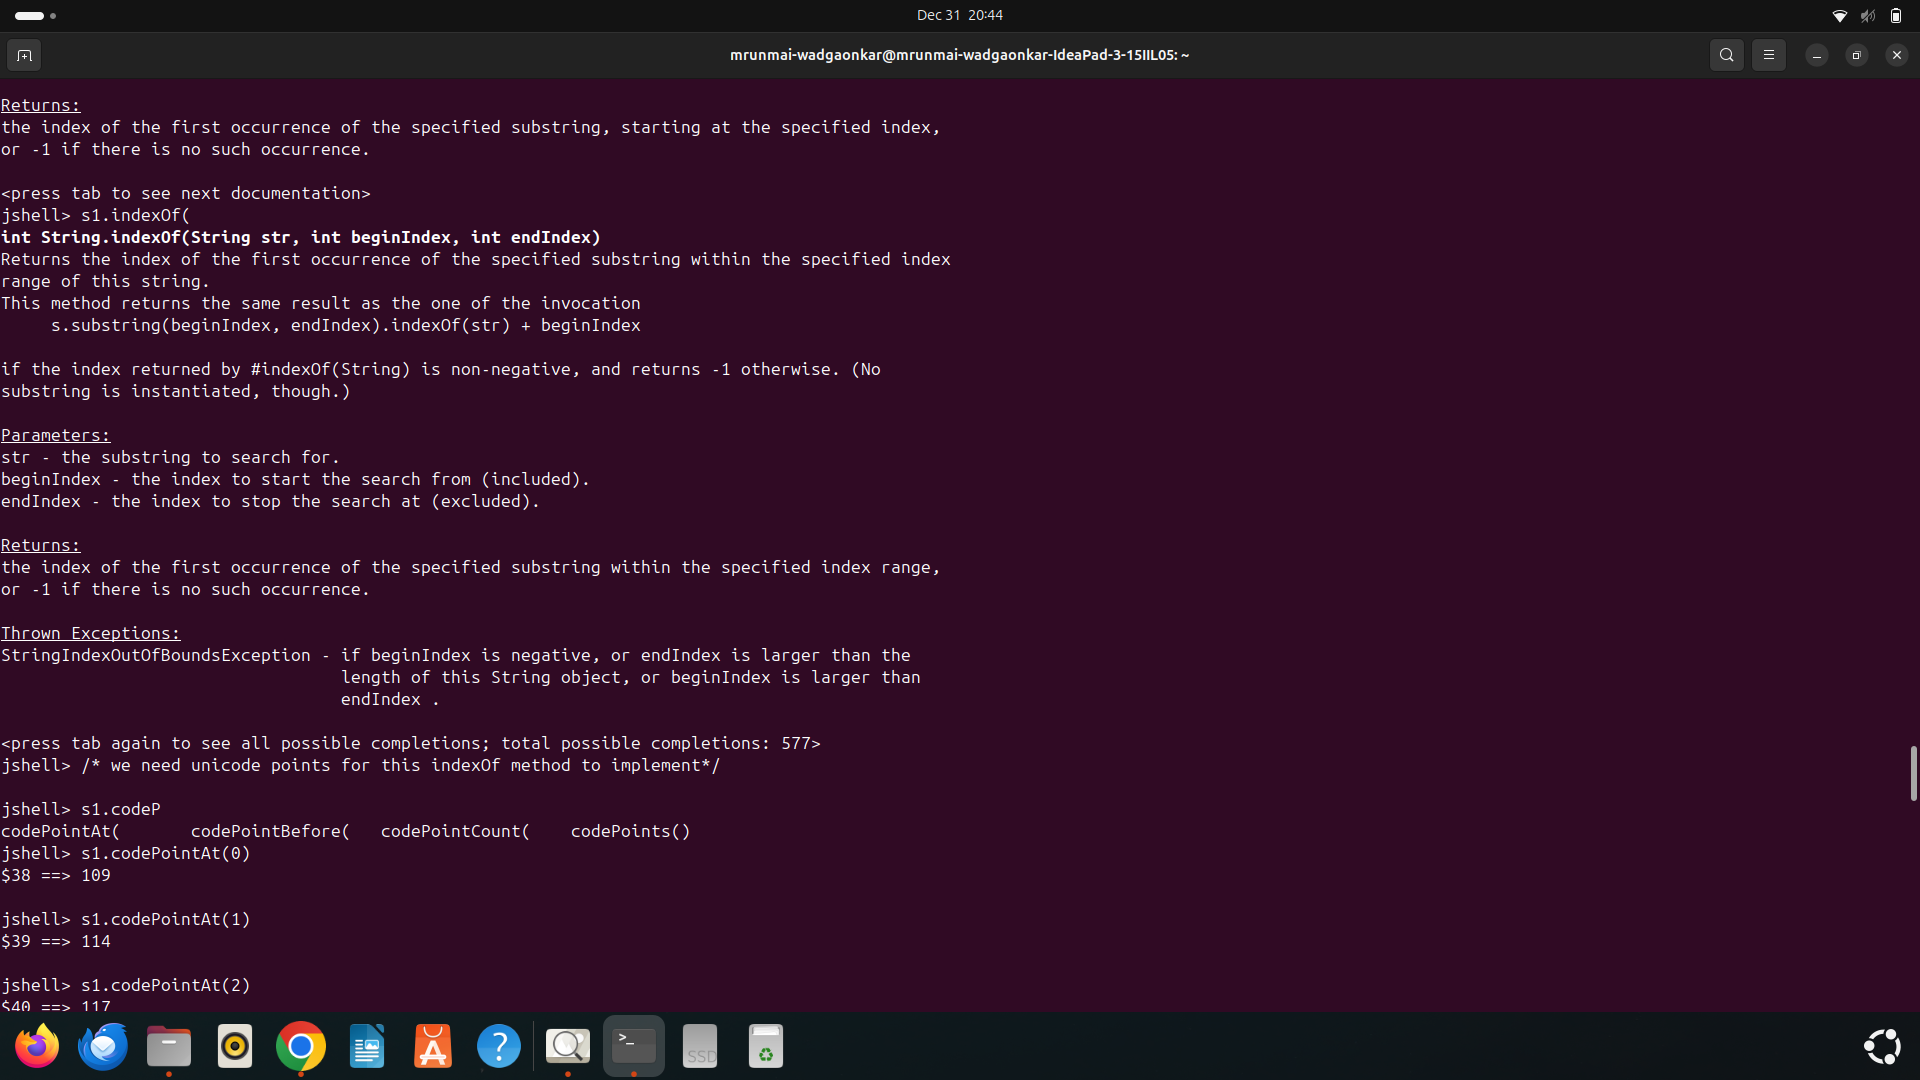 Dec 31 20:44
mrunmai-wadgaonkar@mrunmai-wadgaonkar-IdeaPad-3-15IIL05: ~
Returns:
the index of the first occurrence of the specified substring, starting at the specified index,
or -1 if there is no such occurrence.
<press tab to see next documentation>
jshell> s1.indexOf(
int String.indexOf(String str, int beginIndex, int endIndex)
Returns the index of the first occurrence of the specified substring within the specified index
range of this string.
This method returns the same result as the one of the invocation
s.substring(beginIndex, endIndex).indexOf(str) + beginIndex
if the index returned by #indexOf(String) is non-negative, and returns -1 otherwise. (No
substring is instantiated, though.)
Parameters:
str - the substring to search for.
beginIndex - the index to start the search from (included).
endIndex - the index to stop the search at (excluded).
Returns:
the index of the first occurrence of the specified substring within the specified index range,
or -1 if there is no such occurrence.
Thrown Exceptions:
StringIndexOutOfBoundsException - if beginIndex is negative, or endIndex is larger than the
length of this String object, or beginIndex is larger than
endIndex .
<press tab again to see all possible completions; total possible completions: 577>
jshell> /* we need unicode points for this indexOf method to implement*/
jshell> s1.codeP
codePointAt( codePointBefore( codePointCount( codePoints()
jshell> s1.codePointAt(0)
$38 ==> 109
jshell> s1.codePointAt(1)
$39 ==> 114
jshell> s1.codePointAt(2)
$40 ==> 117
>_
SSD